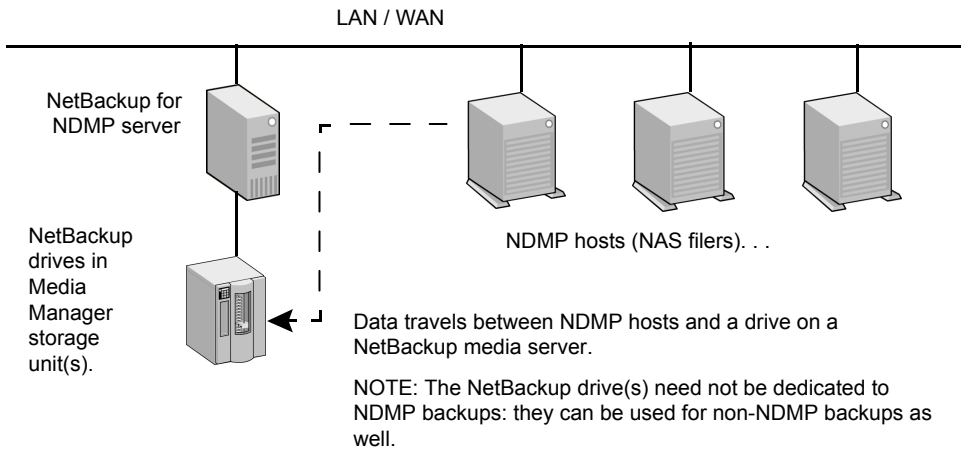 LAN / WAN
NetBackup for
NDMP server
NetBackup
drives in
Media
Manager
storage
unit(s).
NDMP hosts (NAS filers). . .
Data travels between NDMP hosts and a drive on a
NetBackup media server.
NOTE: The NetBackup drive(s) need not be dedicated to
NDMP backups: they can be used for non-NDMP backups as
well.